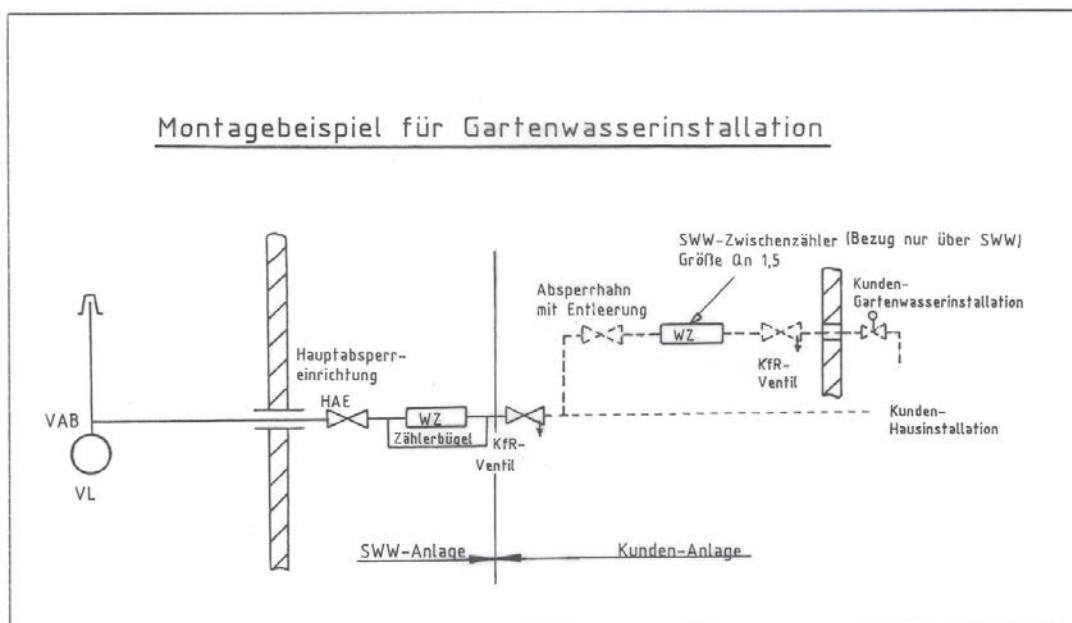 Montagebeispiel für Gartenwasserinstallation
SWW-Zwischenzähler (Bezug nur über SWW)
Größe Qn 1,5
Absperrhahn
mit Entleerung
WZ
KfR-
Ventil
Kunden-
Gartenwasserinstallation
Hauptabsperr-
einrichtung
HAE
WZ
Zählerbügel
KfR-
Ventil
Kunden-
Hausinstallation
VAB
VL
SWW-Anlage
Kunden-Anlage